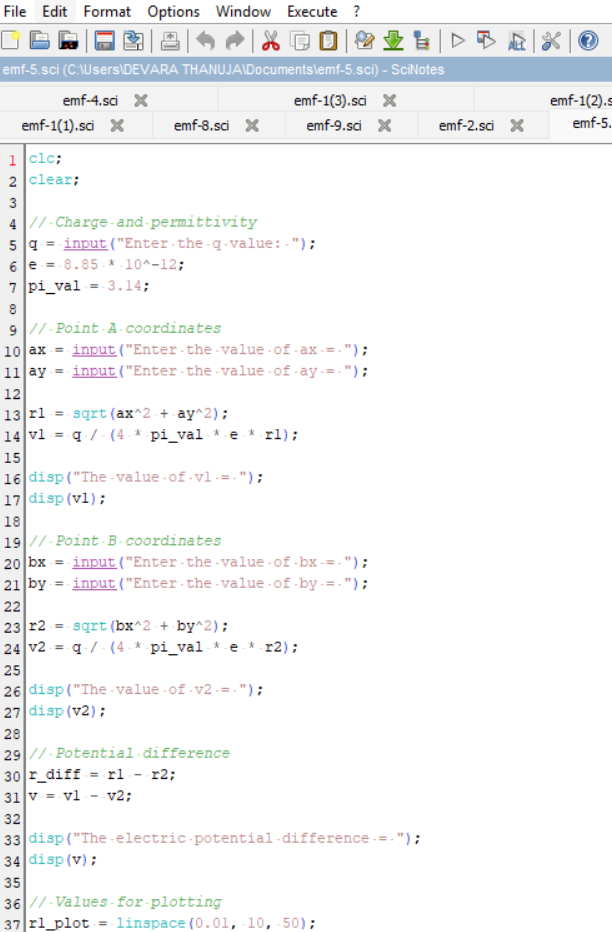 File Edit Format Options Window Execute ?
emf-5.sci (C:\Users\DEVARA THANUJA\Documents\emf-5.sci) - SciNotes
emf-4.sci emf-1(3).sci emf-1(2).s
emf-1(1).sci emf-8.sci emf-9.sci emf-2.sci emf-5.
1 clc;
2 clear;
3
4 // Charge and permittivity
5 q = input("Enter the q value: ");
6 e = 8.85 * 10^-12;
7 pi_val = 3.14;
8
9 // Point A coordinates
10 ax = input("Enter the value of ax = ");
11 ay = input("Enter the value of ay = ");
12
13 r1 = sqrt(ax^2 + ay^2);
14 v1 = q / (4 * pi_val * e * r1);
15
16 disp("The value of v1 = ");
17 disp(v1);
18
19 // Point B coordinates
20 bx = input("Enter the value of bx = ");
21 by = input("Enter the value of by = ");
22
23 r2 = sqrt(bx^2 + by^2);
24 v2 = q / (4 * pi_val * e * r2);
25
26 disp("The value of v2 = ");
27 disp(v2);
28
29 // Potential difference
30 r_diff = r1 - r2;
31 v = v1 - v2;
32
33 disp("The electric potential difference = ");
34 disp(v);
35
36 // Values for plotting
37 r1_plot = linspace(0.01, 10, 50);